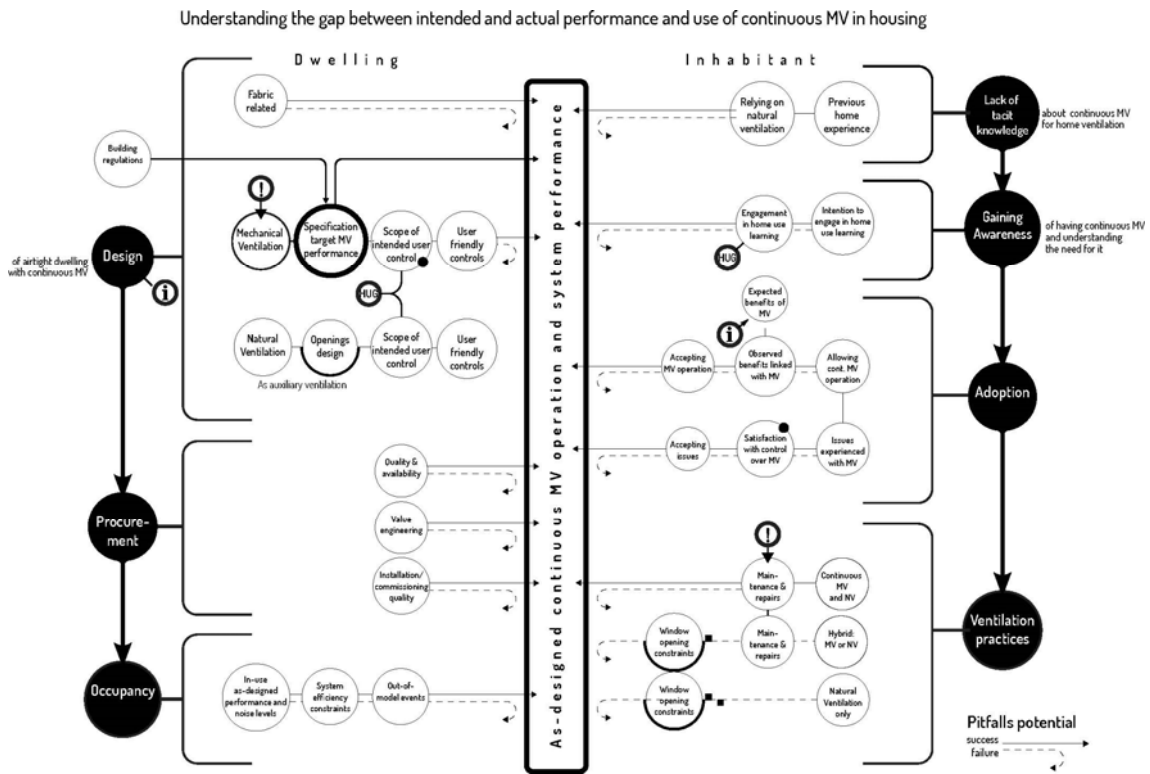 Understanding the gap between intended and actual performance and use of continuous MV in housing
Dwelling
Inhabitant
Fabric
related
Building
regulations
!
Mechanical
Ventilation
Specification
target MV
performance
Scope of
intended user
control
User
friendly
controls
HUG
Natural
Ventilation
Openings
design
Scope of
intended user
control
User
friendly
controls
As auxiliary ventilation
Design
of airtight dwelling
with continuous MV
i
Procure-
ment
Quality &
availability
Value
engineering
Installation/
commissioning
quality
Occupancy
In-use
as-designed
performance and
noise levels
System
efficiency
constraints
Out-of-
model events
As-designed continuous MV operation and system performance
Relying on
natural
ventilation
Previous
home
experience
Lack of
tacit
knowledge
about continuous MV
for home ventilation
Engagement
in home use
learning
Intention to
engage in home
use learning
HUG
Gaining
Awareness
of having continuous MV
and understanding
the need for it
Expected
benefits of
MV
i
Accepting
MV operation
Observed
benefits linked
with MV
Allowing
cont. MV
operation
Accepting
issues
Satisfaction
with control
over MV
Issues
experienced
with MV
Adoption
!
Main-
tenance &
repairs
Continuous
MV
and NV
Window
opening
constraints
Main-
tenance &
repairs
Hybrid:
MV or NV
Window
opening
constraints
Natural
Ventilation
only
Ventilation
practices
Pitfalls potential
success
failure